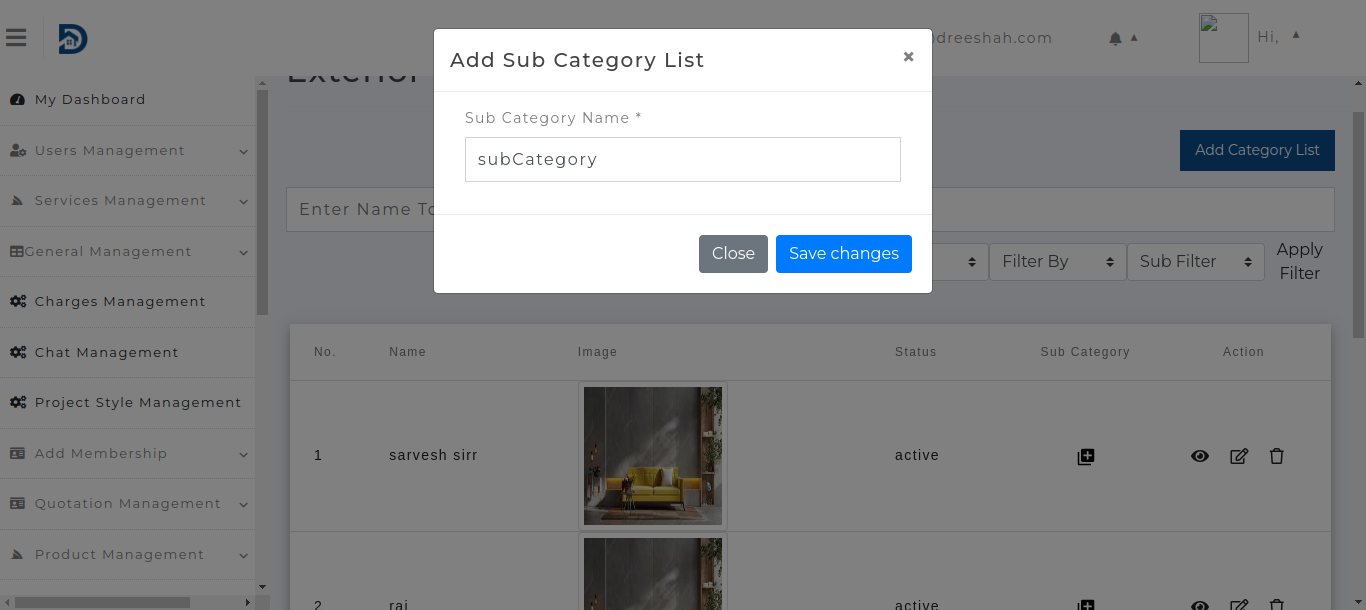 Add Sub Category List
×
Sub Category Name *
subCategory
Close
Save changes
dreeshah.com
Hi,
Exterior
My Dashboard
Users Management
Services Management
General Management
Charges Management
Chat Management
Project Style Management
Add Membership
Quotation Management
Product Management
Add Category List
Enter Name To
Filter By
Sub Filter
Apply
Filter
No. Name Image Status Sub Category Action
1 sarvesh sirr active
2 raj active